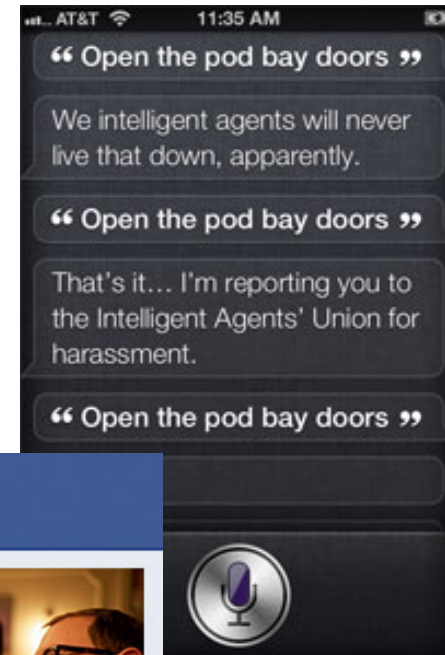 AT&T 11:35 AM
“ Open the pod bay doors ”
We intelligent agents will never
live that down, apparently.
“ Open the pod bay doors ”
That's it... I'm reporting you to
the Intelligent Agents' Union for
harassment.
“ Open the pod bay doors ”